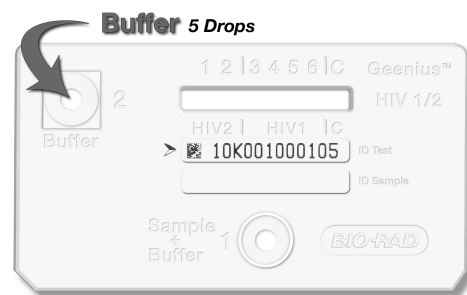 Buffer 5 Drops
1 2 | 3 4 5 6 | C Geenius™
2 HIV 1/2
Buffer
HIV2 | HIV1 | C
10K001000105 ID Test
ID Sample
Sample
+
Buffer 1
BIO-RAD